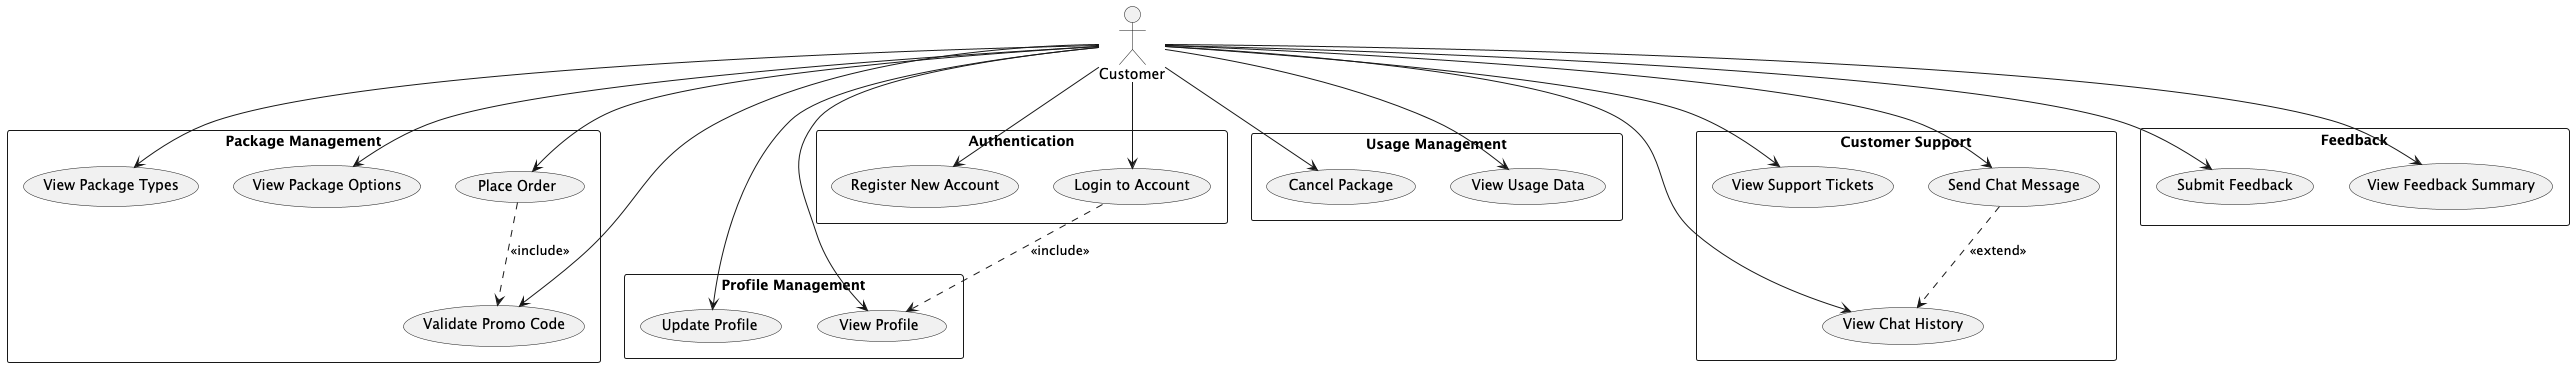 Customer
Package Management
View Package Types
View Package Options
Place Order
«include»
Validate Promo Code
Authentication
Register New Account
Login to Account
«include»
Profile Management
Update Profile
View Profile
Usage Management
Cancel Package
View Usage Data
Customer Support
View Support Tickets
Send Chat Message
«extend»
View Chat History
Feedback
Submit Feedback
View Feedback Summary